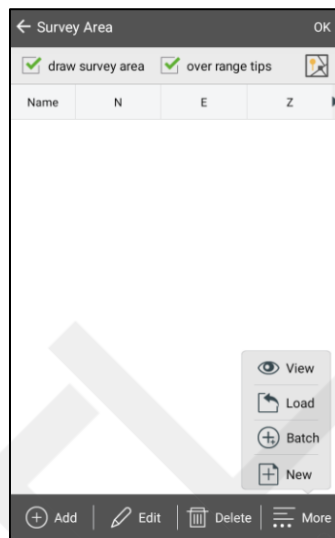 Survey Area OK
draw survey area over range tips
Name N E Z
View
Load
Batch
New
Add Edit Delete More